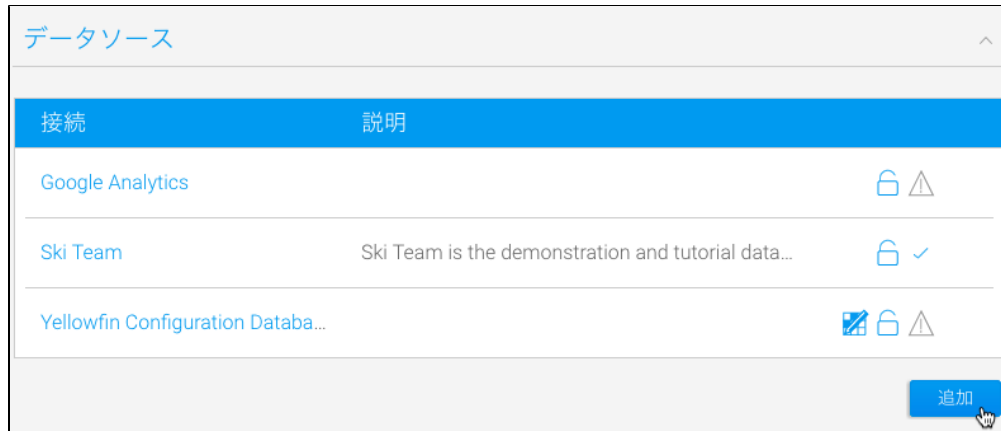 データソース
接続 説明
Google Analytics
Ski Team Ski Team is the demonstration and tutorial data...
Yellowfin Configuration Databa...
追加